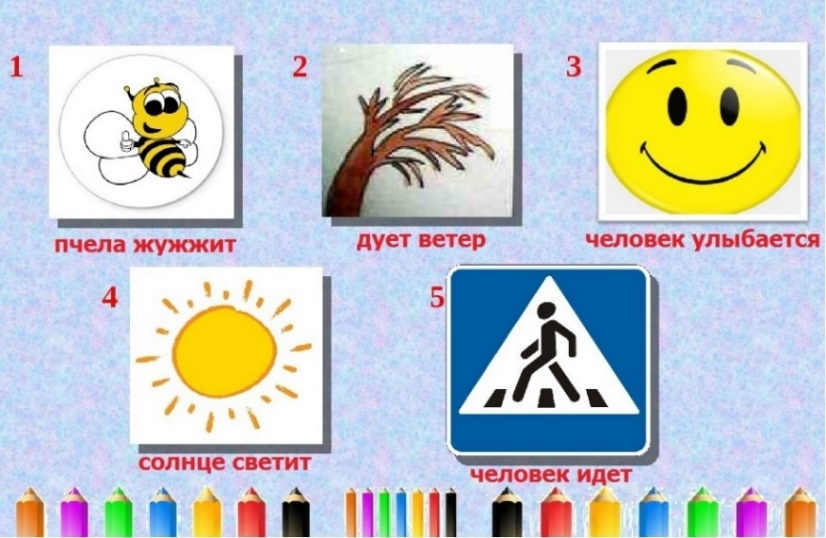 1
пчела жужжит
2
дует ветер
3
человек улыбается
4
солнце светит
5
человек идет